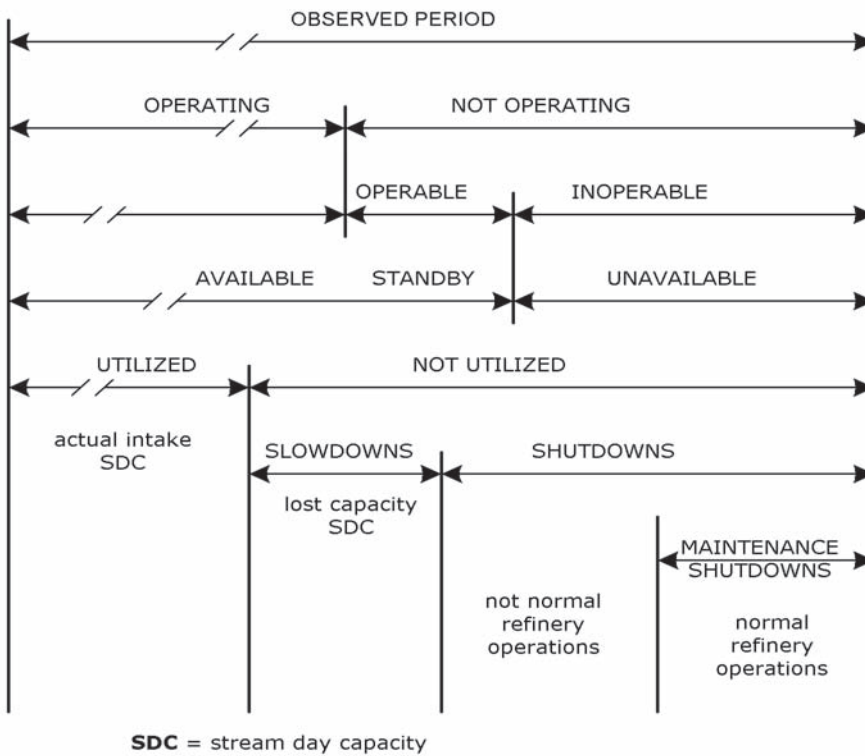 OBSERVED PERIOD
OPERATING NOT OPERATING
OPERABLE INOPERABLE
AVAILABLE STANDBY UNAVAILABLE
UTILIZED NOT UTILIZED
actual intake
SDC
SLOWDOWNS SHUTDOWNS
lost capacity
SDC
MAINTENANCE
SHUTDOWNS
not normal
refinery
operations
normal
refinery
operations
SDC = stream day capacity